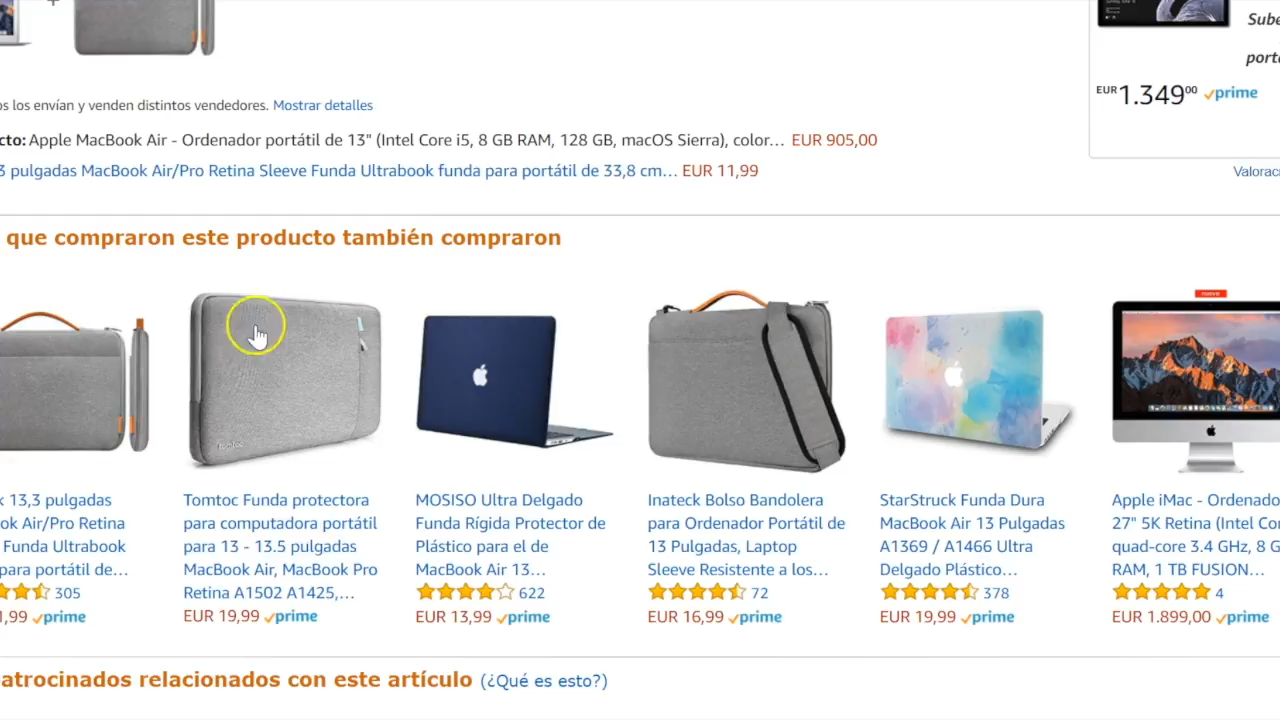 Sube
porta
EUR 1.349⁰⁰ prime
os los envían y venden distintos vendedores. Mostrar detalles
cto: Apple MacBook Air - Ordenador portátil de 13" (Intel Core i5, 8 GB RAM, 128 GB, macOS Sierra), color… EUR 905,00
3 pulgadas MacBook Air/Pro Retina Sleeve Funda Ultrabook funda para portátil de 33,8 cm… EUR 11,99
Valoraci
que compraron este producto también compraron
tomtoc
nuevo
k 13,3 pulgadas
ok Air/Pro Retina
Funda Ultrabook
para portátil de…
305
1,99 prime
Tomtoc Funda protectora
para computadora portátil
para 13 - 13.5 pulgadas
MacBook Air, MacBook Pro
Retina A1502 A1425,…
EUR 19,99 prime
MOSISO Ultra Delgado
Funda Rígida Protector de
Plástico para el de
MacBook Air 13…
622
EUR 13,99 prime
Inateck Bolso Bandolera
para Ordenador Portátil de
13 Pulgadas, Laptop
Sleeve Resistente a los…
72
EUR 16,99 prime
StarStruck Funda Dura
MacBook Air 13 Pulgadas
A1369 / A1466 Ultra
Delgado Plástico…
378
EUR 19,99 prime
Apple iMac - Ordenado
27" 5K Retina (Intel Co
quad-core 3.4 GHz, 8 G
RAM, 1 TB FUSION…
4
EUR 1.899,00 prime
atrocinados relacionados con este artículo (¿Qué es esto?)